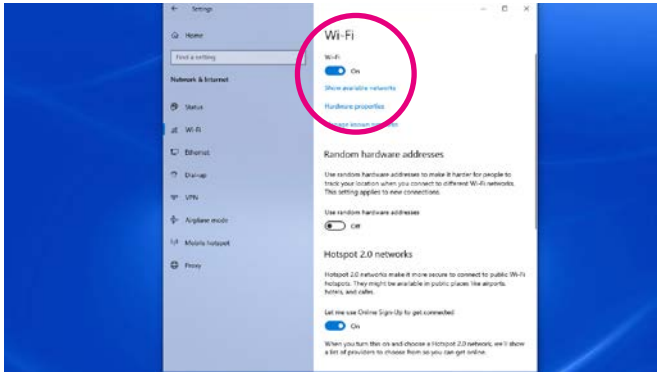 Settings
Home
Find a setting
Network & Internet
Status
Wi-Fi
Ethernet
Dial-up
VPN
Airplane mode
Mobile hotspot
Proxy
Wi-Fi
Wi-Fi
On
Show available networks
Hardware properties
Manage known networks
Random hardware addresses
Use random hardware addresses to make it harder for people to
track your location when you connect to different Wi-Fi networks.
This setting applies to new connections.
Use random hardware addresses
Off
Hotspot 2.0 networks
Hotspot 2.0 networks make it more secure to connect to public Wi-Fi
hotspots. They might be available in public places like airports,
hotels, and cafes.
Let me use Online Sign-Up to get connected
On
When you turn this on and choose a Hotspot 2.0 network, we'll show
a list of providers to choose from so you can get online.